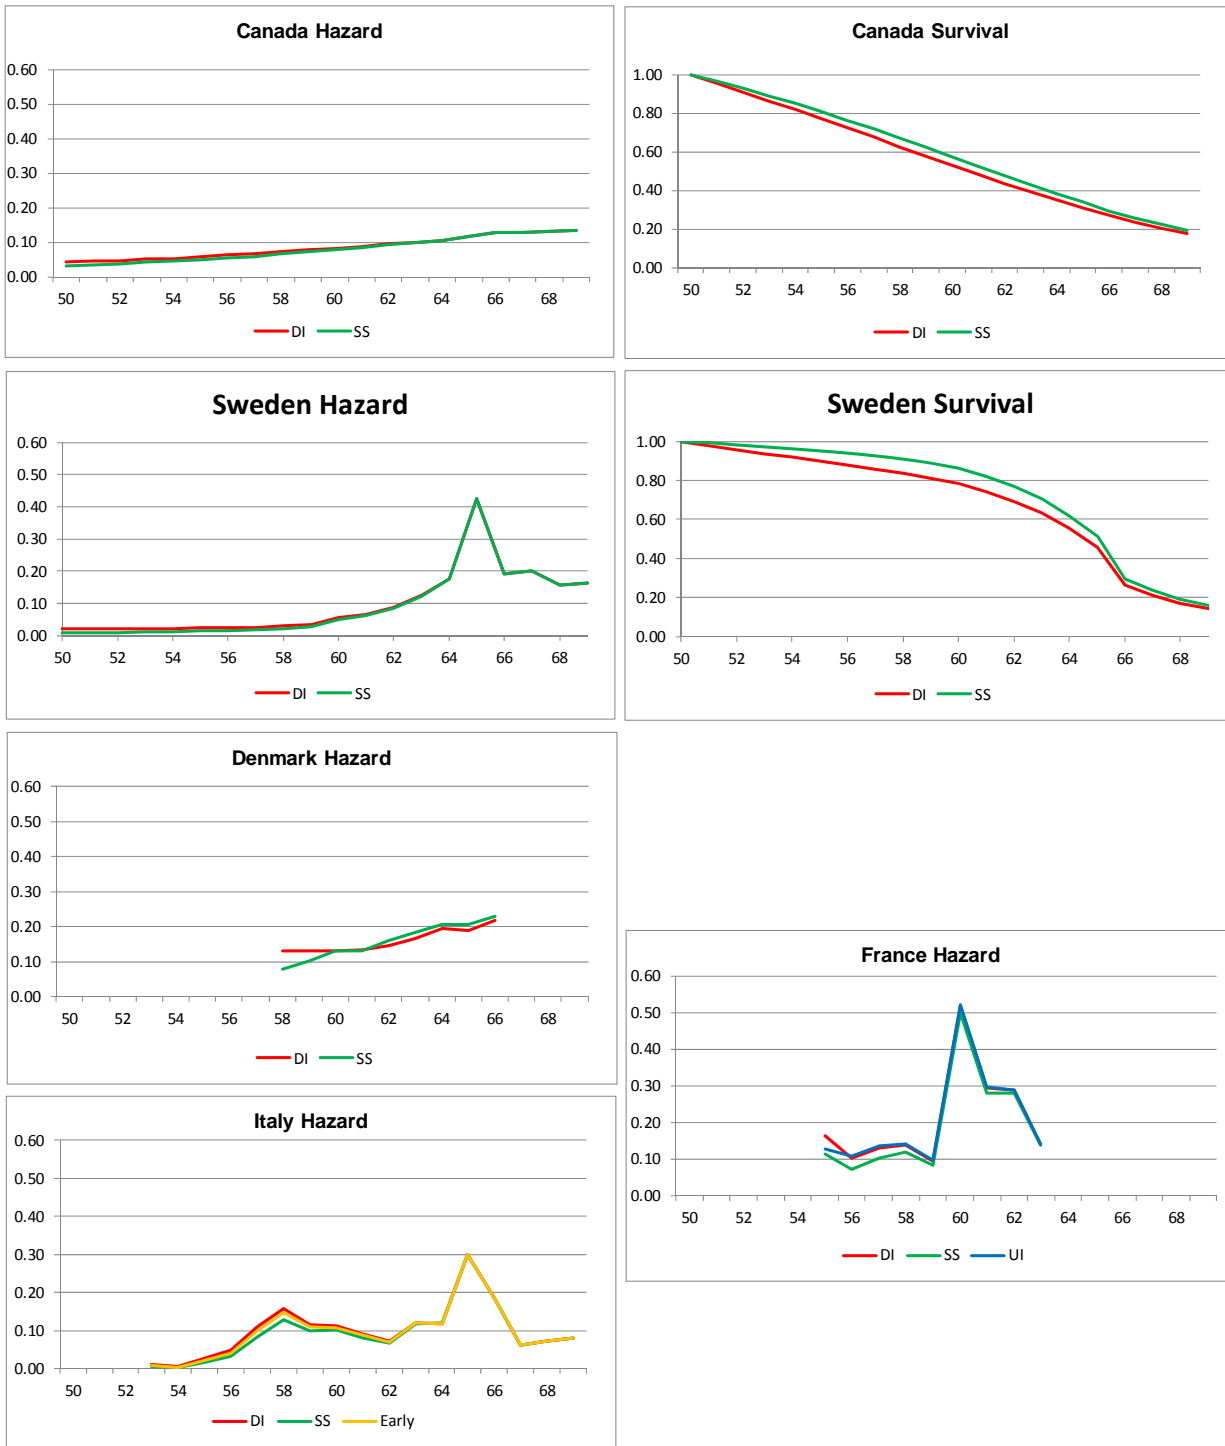 Canada Hazard
0.60
0.50
0.40
0.30
0.20
0.10
0.00
50 52 54 56 58 60 62 64 66 68
DI SS
Canada Survival
1.00
0.80
0.60
0.40
0.20
0.00
50 52 54 56 58 60 62 64 66 68
DI SS
Sweden Hazard
0.60
0.50
0.40
0.30
0.20
0.10
0.00
50 52 54 56 58 60 62 64 66 68
DI SS
Sweden Survival
1.00
0.80
0.60
0.40
0.20
0.00
50 52 54 56 58 60 62 64 66 68
DI SS
Denmark Hazard
0.60
0.50
0.40
0.30
0.20
0.10
0.00
50 52 54 56 58 60 62 64 66 68
DI SS
France Hazard
0.60
0.50
0.40
0.30
0.20
0.10
0.00
50 52 54 56 58 60 62 64 66 68
DI SS UI
Italy Hazard
0.60
0.50
0.40
0.30
0.20
0.10
0.00
50 52 54 56 58 60 62 64 66 68
DI SS Early